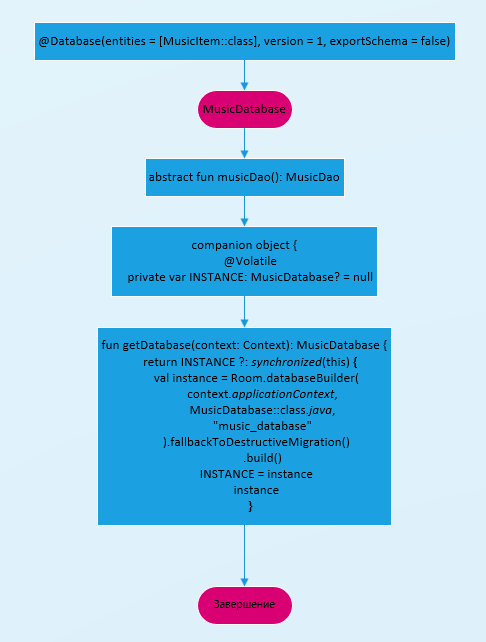 @Database(entities = [MusicItem::class], version = 1, exportSchema = false)
MusicDatabase
abstract fun musicDao(): MusicDao
companion object {
@Volatile
private var INSTANCE: MusicDatabase? = null
fun getDatabase(context: Context): MusicDatabase {
return INSTANCE ?: synchronized(this) {
val instance = Room.databaseBuilder(
context.applicationContext,
MusicDatabase::class.java,
"music_database"
).fallbackToDestructiveMigration()
.build()
INSTANCE = instance
instance
}
Завершение